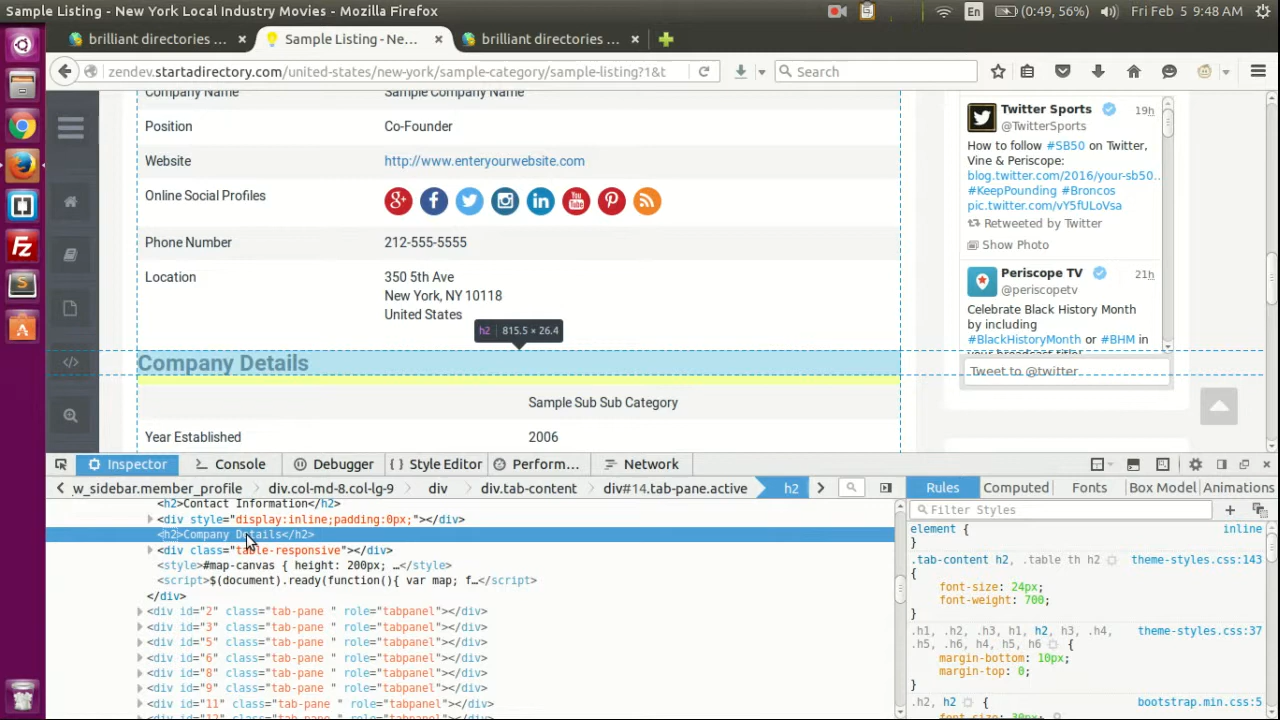 Sample Listing - New York Local Industry Movies - Mozilla Firefox
En (0:49, 56%) Fri Feb 5 9:48 AM
brilliant directories ... × Sample Listing - Ne... × brilliant directories ... ×
zendev.startadirectory.com/united-states/new-york/sample-category/sample-listing?1&t
Search
Company Name Sample Company Name
Position Co-Founder
Website http://www.enteryourwebsite.com
Online Social Profiles
Phone Number 212-555-5555
Location 350 5th Ave
New York, NY 10118
United States
h2 815.5 × 26.4
Company Details
Sample Sub Sub Category
Year Established 2006
Twitter Sports 19h
@TwitterSports
How to follow #SB50 on Twitter,
Vine & Periscope:
blog.twitter.com/2016/your-sb50...
#KeepPounding #Broncos
pic.twitter.com/vY5fULoVsa
Retweeted by Twitter
Show Photo
Periscope TV 21h
@periscopetv
Celebrate Black History Month
by including
#BlackHistoryMonth or #BHM in
your broadcast title!
Tweet to @twitter
Inspector Console Debugger { } Style Editor Perform... Network
w_sidebar.member_profile div.col-md-8.col-lg-9 div div.tab-content div#14.tab-pane.active h2
<h2>Contact Information</h2>
<div style="display:inline;padding:0px;"></div>
<h2>Company Details</h2>
<div class="table-responsive"></div>
<style>#map-canvas { height: 200px; …</style>
<script>$(document).ready(function(){ var map; f…</script>
</div>
<div id="2" class="tab-pane " role="tabpanel"></div>
<div id="3" class="tab-pane " role="tabpanel"></div>
<div id="5" class="tab-pane " role="tabpanel"></div>
<div id="6" class="tab-pane " role="tabpanel"></div>
<div id="8" class="tab-pane " role="tabpanel"></div>
<div id="9" class="tab-pane " role="tabpanel"></div>
<div id="11" class="tab-pane " role="tabpanel"></div>
<div id="12" class="tab-pane " role="tabpanel"></div>
Rules Computed Fonts Box Model Animations
Filter Styles
element { inline
}
.tab-content h2, .table th h2 theme-styles.css:143
{
font-size: 24px;
font-weight: 700;
}
.h1, .h2, .h3, h1, h2, h3, .h4, theme-styles.css:37
.h5, .h6, h4, h5, h6 {
margin-bottom: 10px;
margin-top: 0;
}
.h2, h2 { bootstrap.min.css:5
font-size: 30px;